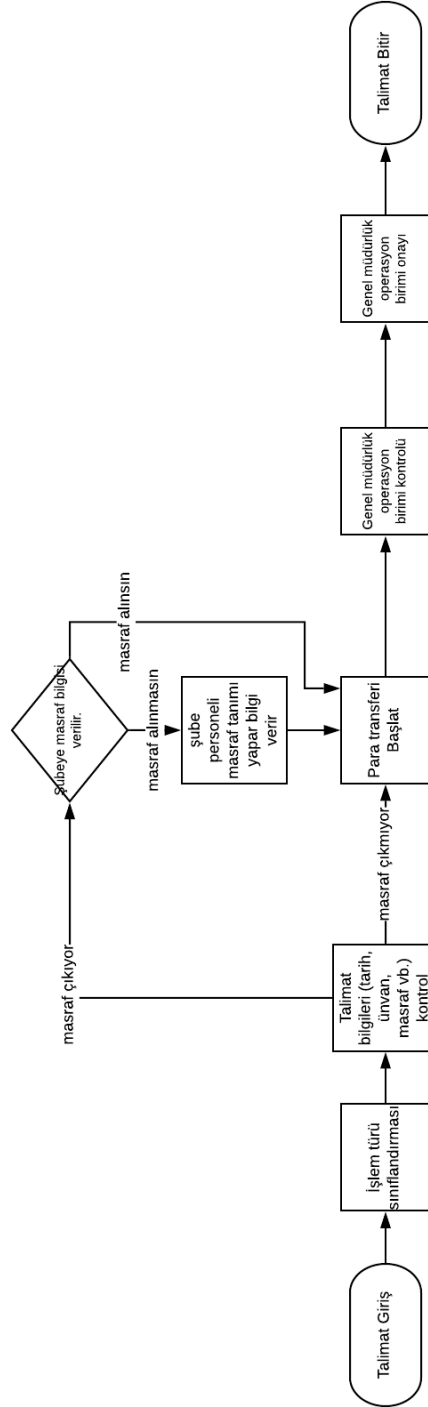 Talimat Giriş
İşlem türü
sınıflandırması
Talimat
bilgileri (tarih,
ünvan,
masraf vb.)
kontrol
masraf çıkıyor
masraf çıkmıyor
Şubeye masraf bilgisi
verilir.
masraf alınmasın
masraf alınsın
şube
personeli
masraf tanımı
yapar bilgi
verir
Para transferi
Başlat
Genel müdürlük
operasyon
birimi kontrolü
Genel müdürlük
operasyon
birimi onayı
Talimat Bitir